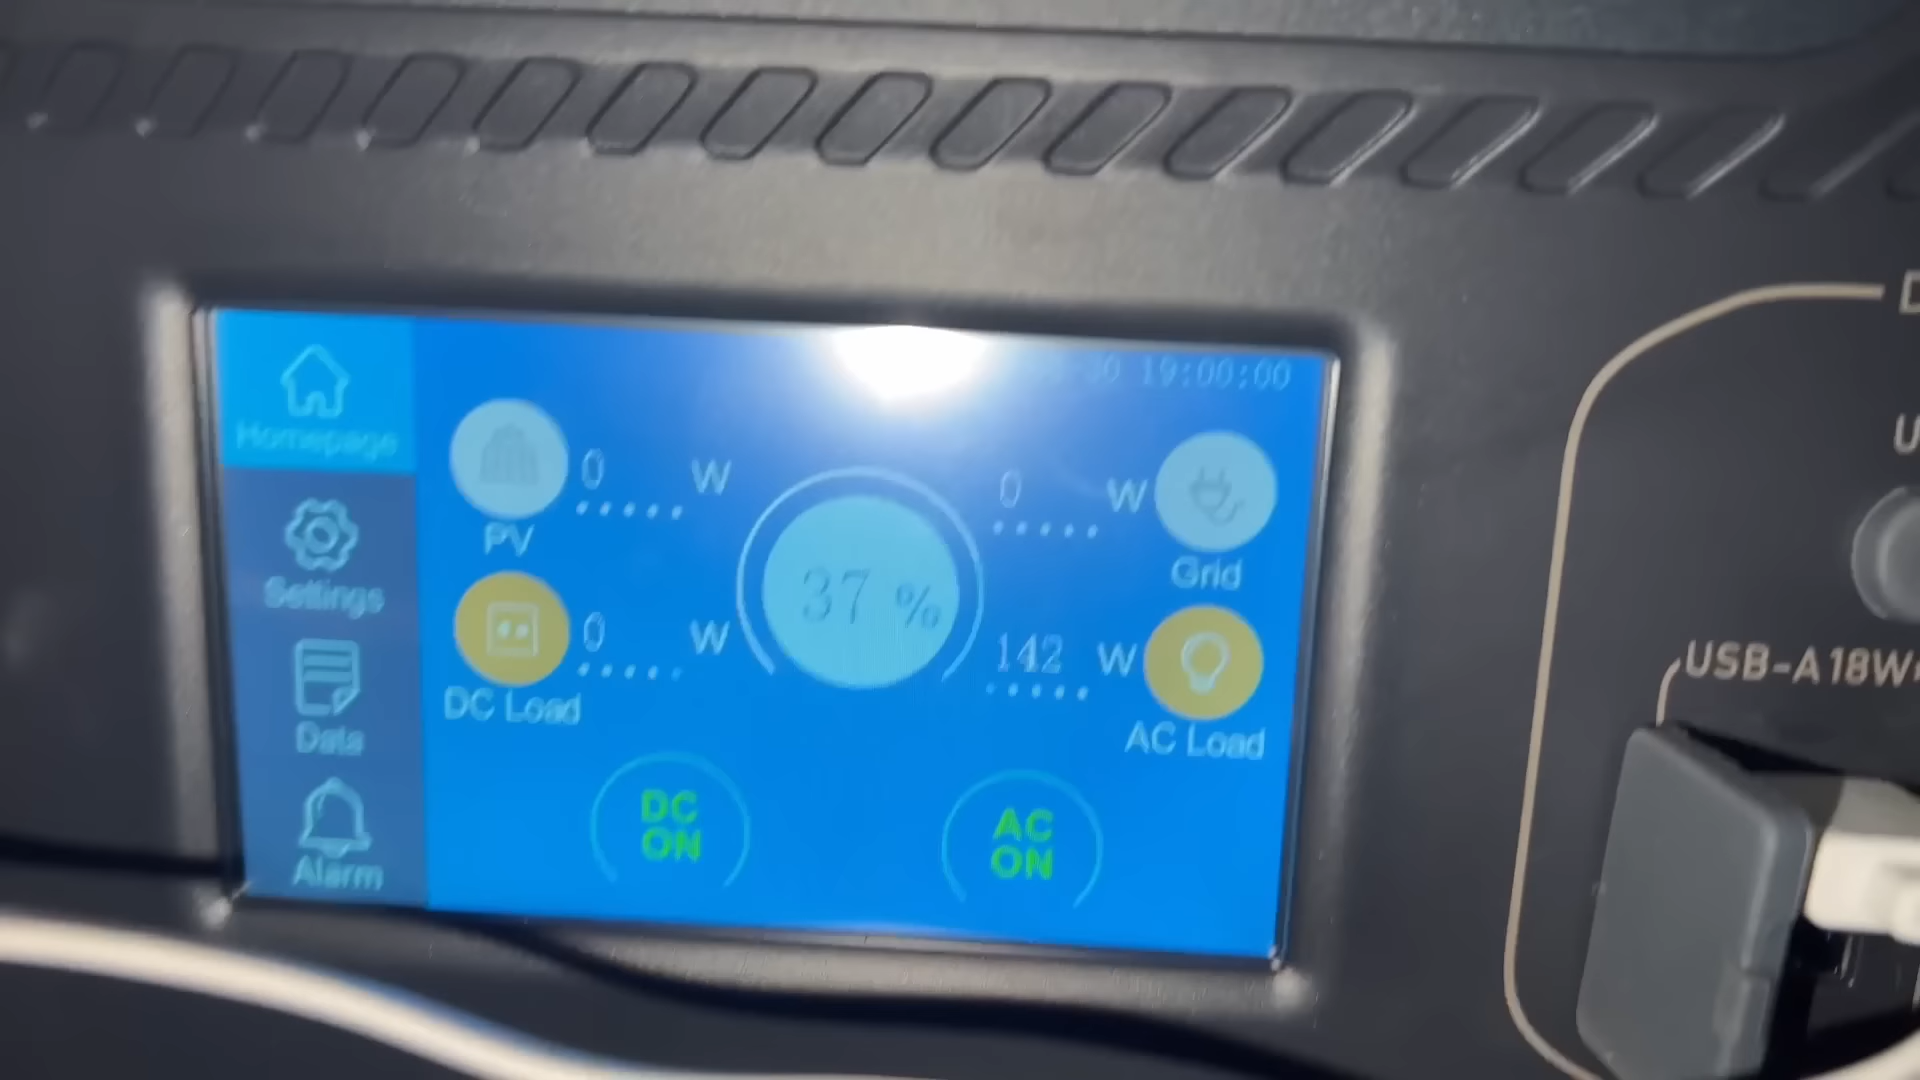 19:00:00
Homepage
0 W
0 W
PV
Grid
Settings
37 %
0 W
142 W
DC Load
AC Load
Data
DC
ON
AC
ON
Alarm
USB-A 18W